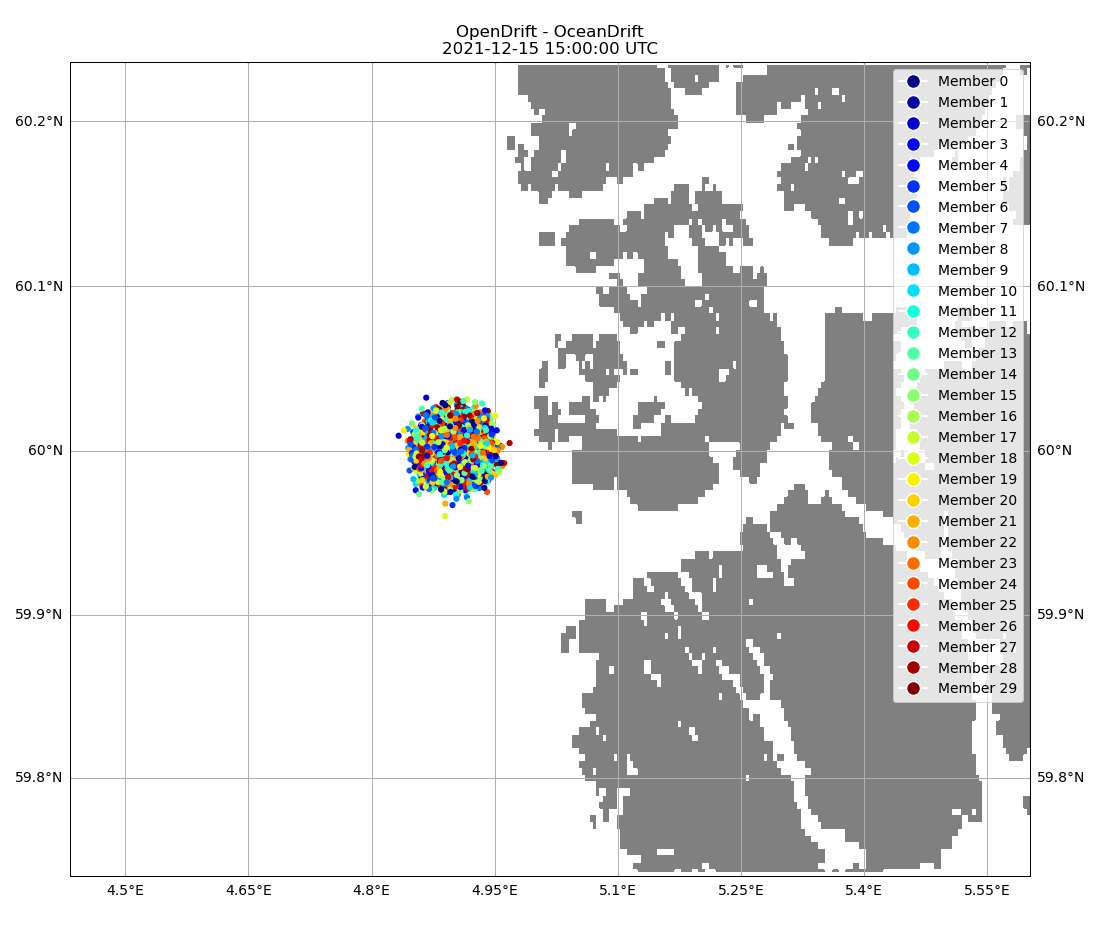 OpenDrift - OceanDrift
2021-12-15 15:00:00 UTC
Member 0
Member 1
Member 2
Member 3
Member 4
Member 5
Member 6
Member 7
Member 8
Member 9
Member 10
Member 11
Member 12
Member 13
Member 14
Member 15
Member 16
Member 17
Member 18
Member 19
Member 20
Member 21
Member 22
Member 23
Member 24
Member 25
Member 26
Member 27
Member 28
Member 29
60.2°N 60.2°N
60.1°N 60.1°N
60°N 60°N
59.9°N 59.9°N
59.8°N 59.8°N
4.5°E 4.65°E 4.8°E 4.95°E 5.1°E 5.25°E 5.4°E 5.55°E